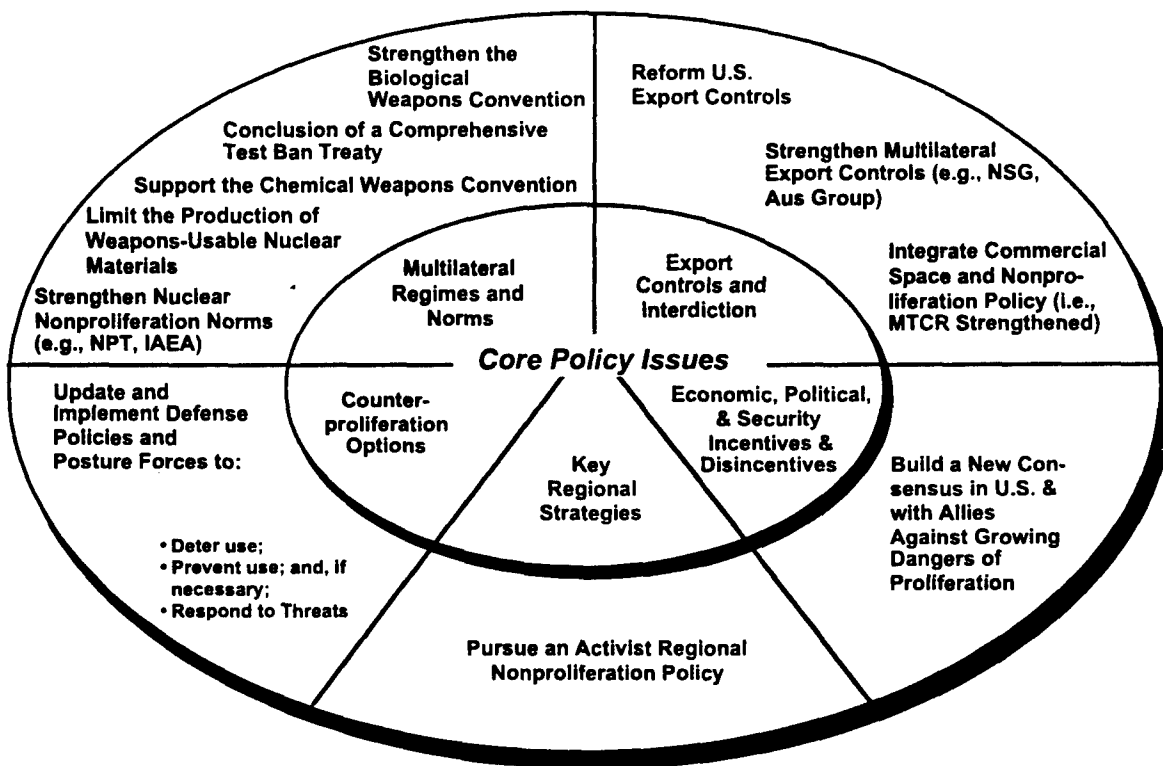 Strengthen the
Biological
Weapons Convention
Conclusion of a Comprehensive
Test Ban Treaty
Support the Chemical Weapons Convention
Limit the Production of
Weapons-Usable Nuclear
Materials
Strengthen Nuclear
Nonproliferation Norms
(e.g., NPT, IAEA)
Reform U.S.
Export Controls
Strengthen Multilateral
Export Controls (e.g., NSG,
Aus Group)
Integrate Commercial
Space and Nonpro-
liferation Policy (i.e.,
MTCR Strengthened)
Multilateral
Regimes and
Norms
Export
Controls and
Interdiction
Core Policy Issues
Counter-
proliferation
Options
Key
Regional
Strategies
Economic, Political,
& Security
Incentives &
Disincentives
Update and
Implement Defense
Policies and
Posture Forces to:
• Deter use;
• Prevent use; and, if
necessary;
• Respond to Threats
Pursue an Activist Regional
Nonproliferation Policy
Build a New Con-
sensus in U.S. &
with Allies
Against Growing
Dangers of
Proliferation